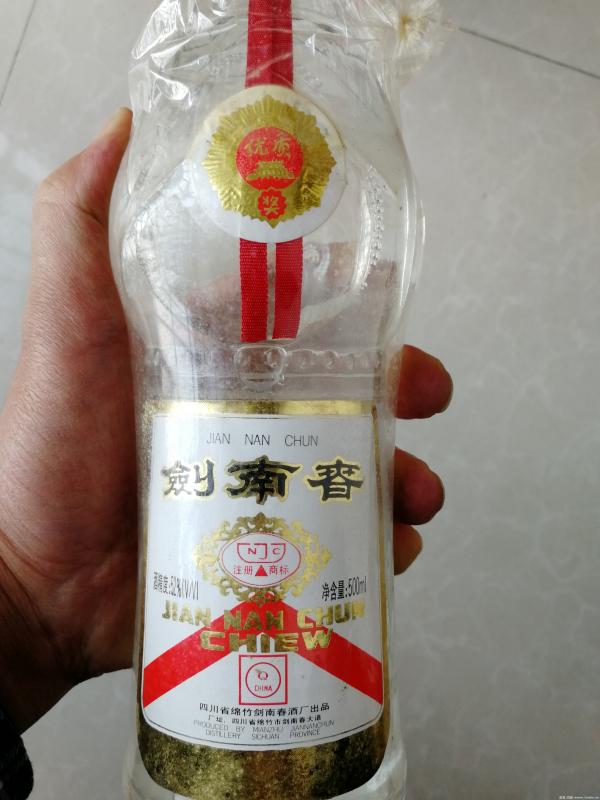 优质
奖
JIAN NAN CHUN
劍南春
N J C
注册 商标
酒精度:52%(V/V)
净含量:500ml
JIAN NAN CHUN
CHIEW
Q
CHINA
四川省绵竹剑南春酒厂出品
厂址:四川省绵竹市剑南春大道
PRODUCED BY MIANZHU JIANNANCHUN
DISTILLERY SICHUAN PROVINCE